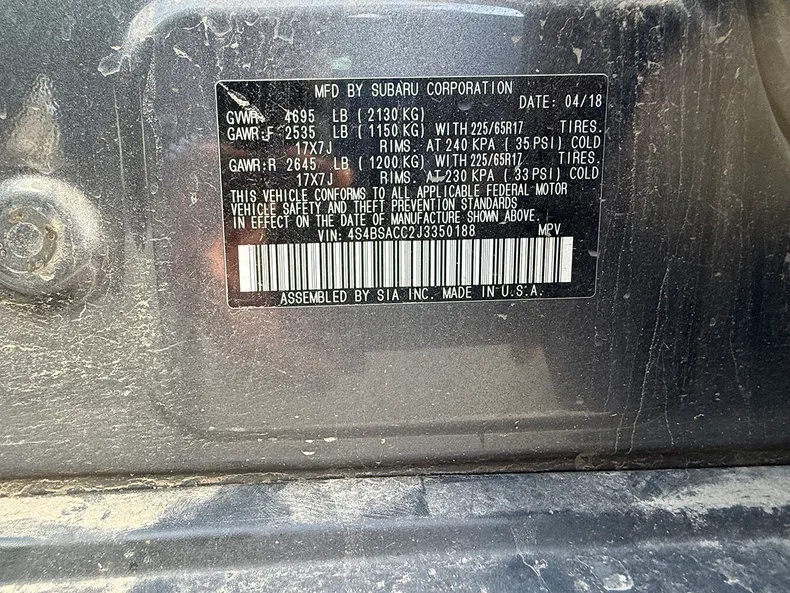 MFD BY SUBARU CORPORATION
DATE: 04/18
GVWR: 4695 LB ( 2130 KG)
GAWR:F 2535 LB ( 1150 KG) WITH 225/65R17 TIRES.
17X7J RIMS. AT 240 KPA ( 35 PSI) COLD
GAWR:R 2645 LB ( 1200 KG) WITH 225/65R17 TIRES.
17X7J RIMS. AT 230 KPA ( 33 PSI) COLD
THIS VEHICLE CONFORMS TO ALL APPLICABLE FEDERAL MOTOR
VEHICLE SAFETY AND THEFT PREVENTION STANDARDS
IN EFFECT ON THE DATE OF MANUFACTURE SHOWN ABOVE.
VIN: 4S4BSACC2J3350188 MPV
ASSEMBLED BY SIA INC. MADE IN U.S.A.